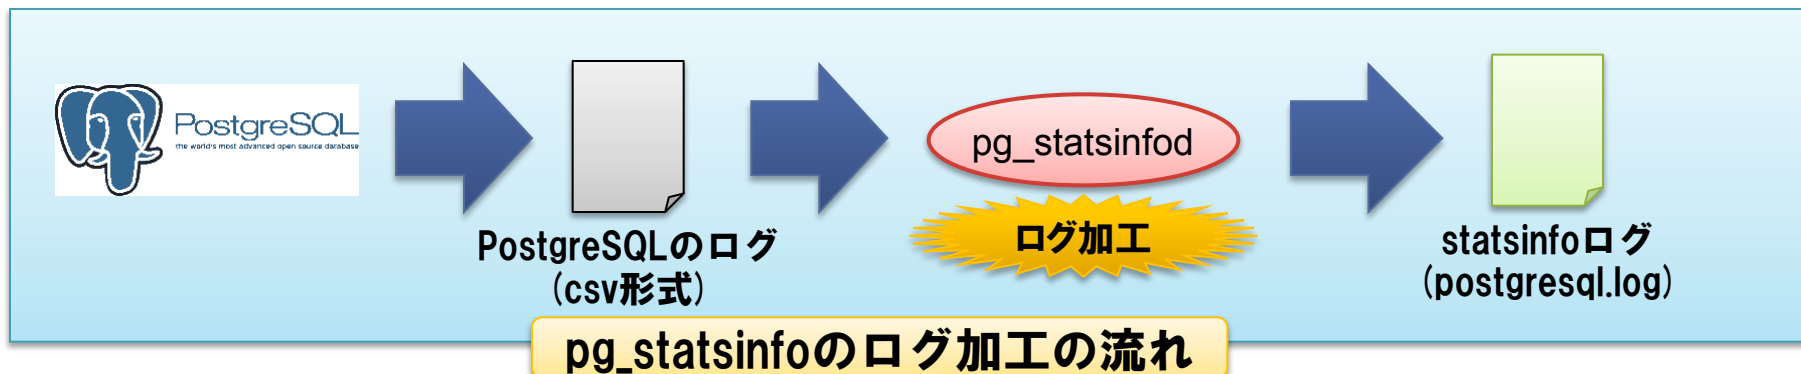 PostgreSQL
the world's most advanced open source database
PostgreSQLのログ
(csv形式)
pg_statsinfod
ログ加工
statsinfoログ
(postgresql.log)
pg_statsinfoのログ加工の流れ